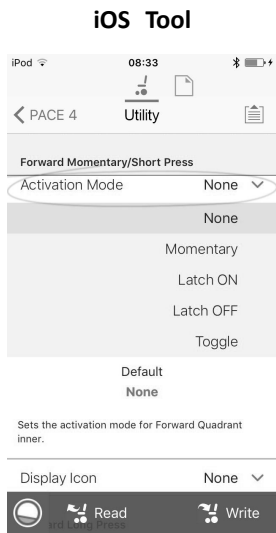 iOS Tool
iPod 08:33
PACE 4 Utility
Forward Momentary/Short Press
Activation Mode None
None
Momentary
Latch ON
Latch OFF
Toggle
Default
None
Sets the activation mode for Forward Quadrant
inner.
Display Icon None
Read Write